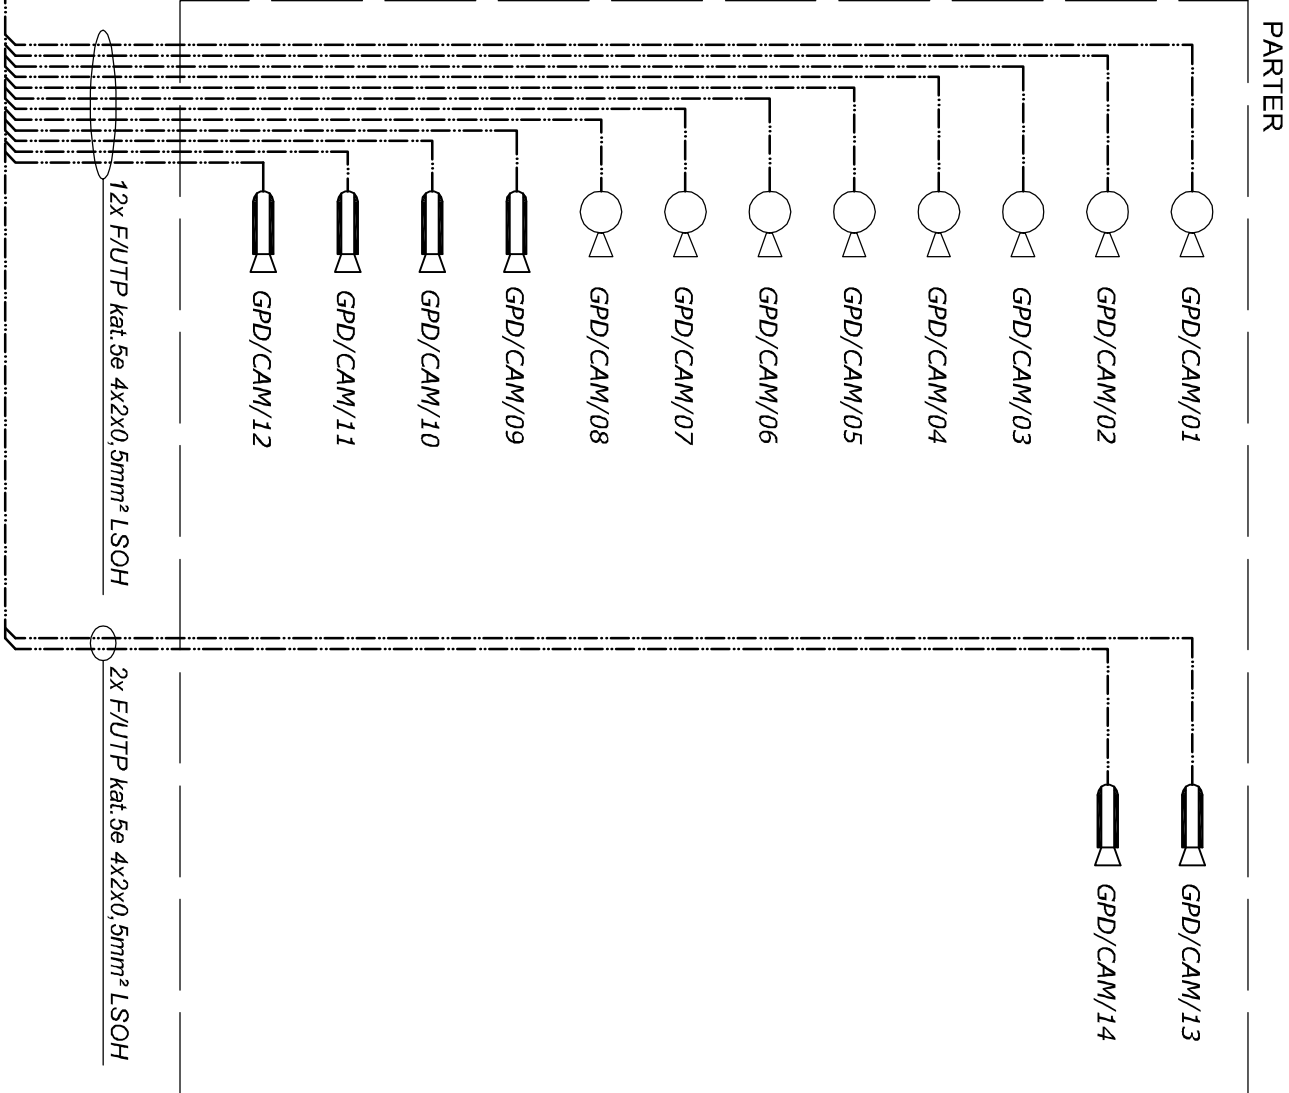 PARTER
GPD/CAM/01
GPD/CAM/02
GPD/CAM/03
GPD/CAM/04
GPD/CAM/05
GPD/CAM/06
GPD/CAM/07
GPD/CAM/08
GPD/CAM/09
GPD/CAM/10
GPD/CAM/11
GPD/CAM/12
12x F/UTP kat.5e 4x2x0,5mm² LSOH
GPD/CAM/13
GPD/CAM/14
2x F/UTP kat.5e 4x2x0,5mm² LSOH